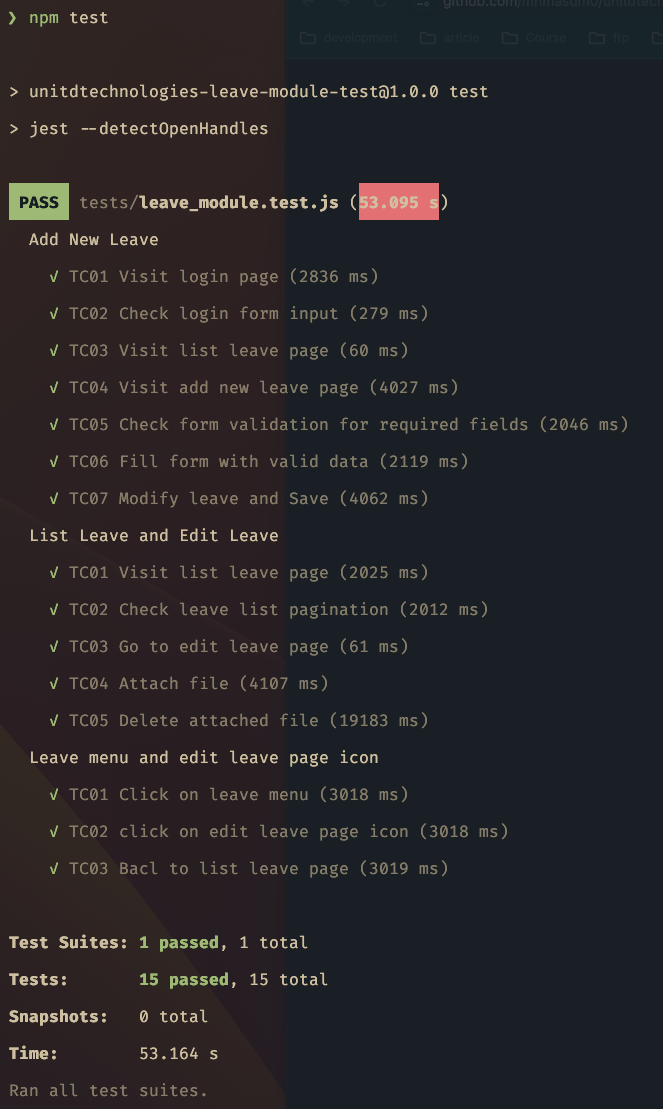 github.com/mhmasum0/unitdtech
development article Course ftp
❯ npm test
> unitdtechnologies-leave-module-test@1.0.0 test
> jest --detectOpenHandles
PASS tests/leave_module.test.js (53.095 s)
Add New Leave
√ TC01 Visit login page (2836 ms)
√ TC02 Check login form input (279 ms)
√ TC03 Visit list leave page (60 ms)
√ TC04 Visit add new leave page (4027 ms)
√ TC05 Check form validation for required fields (2046 ms)
√ TC06 Fill form with valid data (2119 ms)
√ TC07 Modify leave and Save (4062 ms)
List Leave and Edit Leave
√ TC01 Visit list leave page (2025 ms)
√ TC02 Check leave list pagination (2012 ms)
√ TC03 Go to edit leave page (61 ms)
√ TC04 Attach file (4107 ms)
√ TC05 Delete attached file (19183 ms)
Leave menu and edit leave page icon
√ TC01 Click on leave menu (3018 ms)
√ TC02 click on edit leave page icon (3018 ms)
√ TC03 Bacl to list leave page (3019 ms)
Test Suites: 1 passed, 1 total
Tests: 15 passed, 15 total
Snapshots: 0 total
Time: 53.164 s
Ran all test suites.